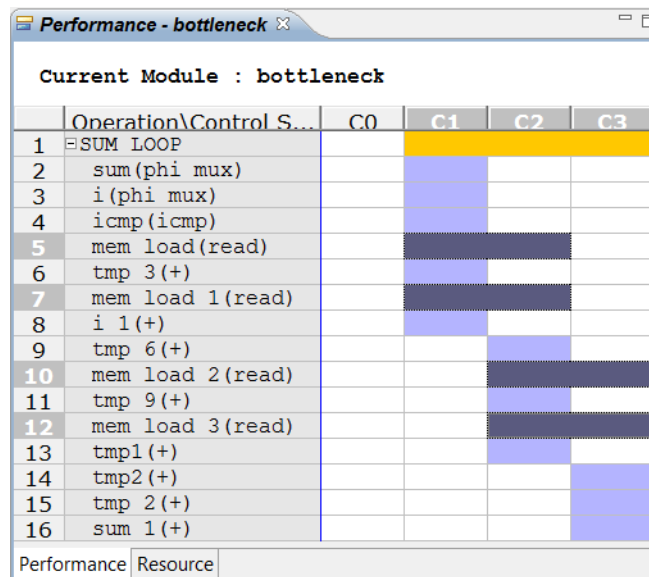 Performance - bottleneck
Current Module : bottleneck
Operation\Control S... C0 C1 C2 C3
1 SUM LOOP
2 sum(phi mux)
3 i(phi mux)
4 icmp(icmp)
5 mem load(read)
6 tmp 3(+)
7 mem load 1(read)
8 i 1(+)
9 tmp 6(+)
10 mem load 2(read)
11 tmp 9(+)
12 mem load 3(read)
13 tmp1(+)
14 tmp2(+)
15 tmp 2(+)
16 sum 1(+)
Performance Resource